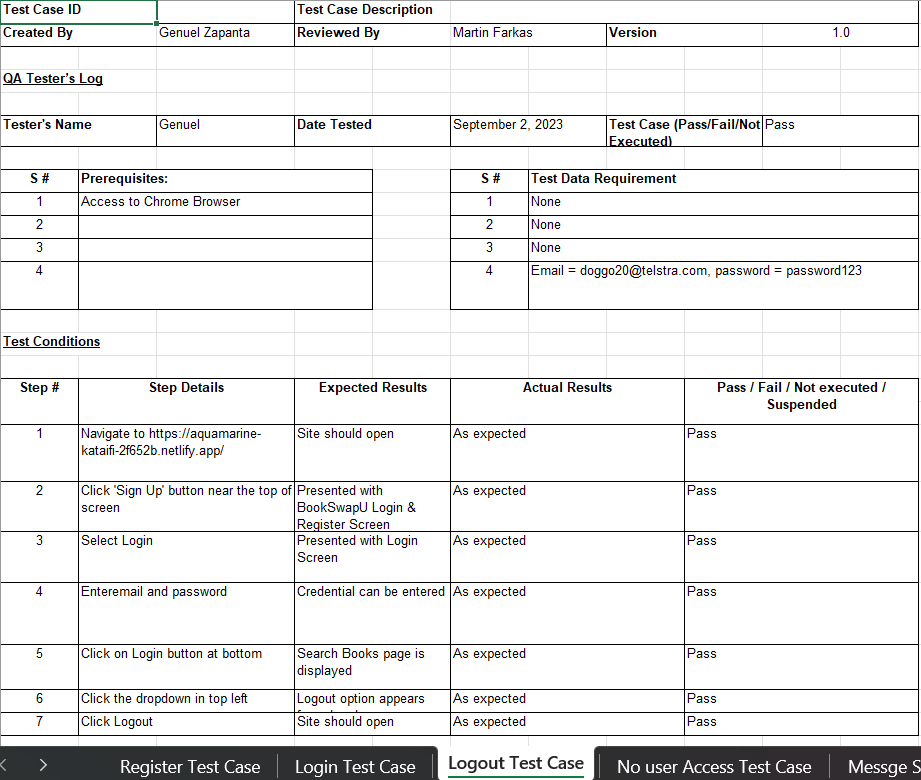 Test Case ID Test Case Description
Created By Genuel Zapanta Reviewed By Martin Farkas Version 1.0
QA Tester's Log
Tester's Name Genuel Date Tested September 2, 2023 Test Case (Pass/Fail/Not Pass
Executed)
S # Prerequisites: S # Test Data Requirement
1 Access to Chrome Browser 1 None
2 2 None
3 3 None
4 4 Email = doggo20@telstra.com, password = password123
Test Conditions
Step # Step Details Expected Results Actual Results Pass / Fail / Not executed /
Suspended
1 Navigate to https://aquamarine- Site should open As expected Pass
kataifi-2f652b.netlify.app/
2 Click 'Sign Up' button near the top of Presented with As expected Pass
screen BookSwapU Login &
Register Screen
3 Select Login Presented with Login As expected Pass
Screen
4 Enteremail and password Credential can be entered As expected Pass
5 Click on Login button at bottom Search Books page is As expected Pass
displayed
6 Click the dropdown in top left Logout option appears As expected Pass
7 Click Logout Site should open As expected Pass
Register Test Case Login Test Case Logout Test Case No user Access Test Case Messge S